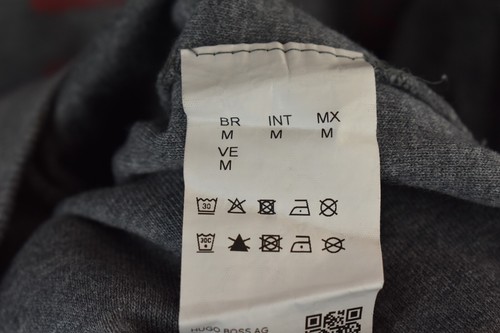 BR INT MX
M M M
VE
M
30
30C
HUGO BOSS AG